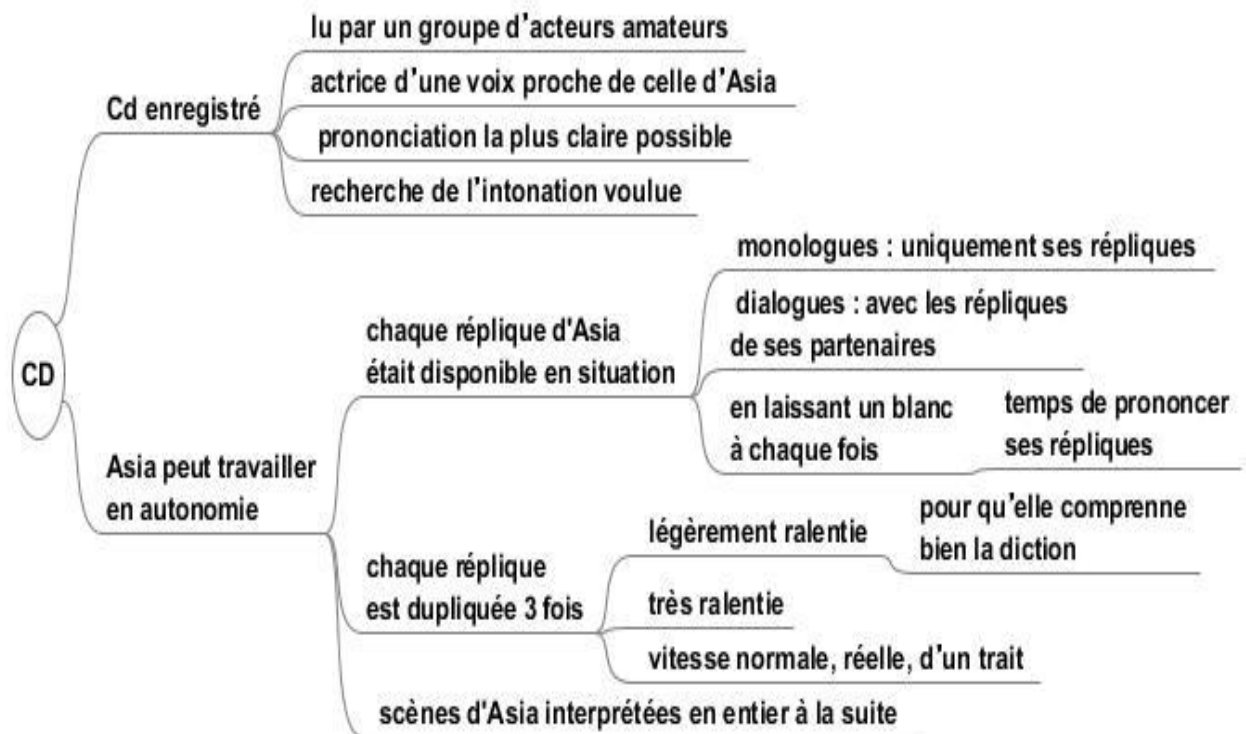 CD
Cd enregistré
lu par un groupe d'acteurs amateurs
actrice d'une voix proche de celle d'Asia
prononciation la plus claire possible
recherche de l'intonation voulue
Asia peut travailler
en autonomie
chaque réplique d'Asia
était disponible en situation
monologues : uniquement ses répliques
dialogues : avec les répliques
de ses partenaires
en laissant un blanc
à chaque fois
temps de prononcer
ses répliques
chaque réplique
est dupliquée 3 fois
légèrement ralentie
pour qu'elle comprenne
bien la diction
très ralentie
vitesse normale, réelle, d'un trait
scènes d'Asia interprétées en entier à la suite